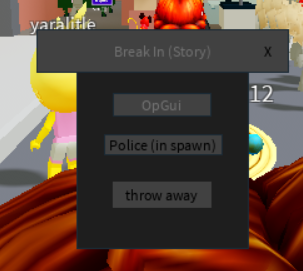 yaralitle
Break In (Story) X
OpGui
12
Police (in spawn)
throw away